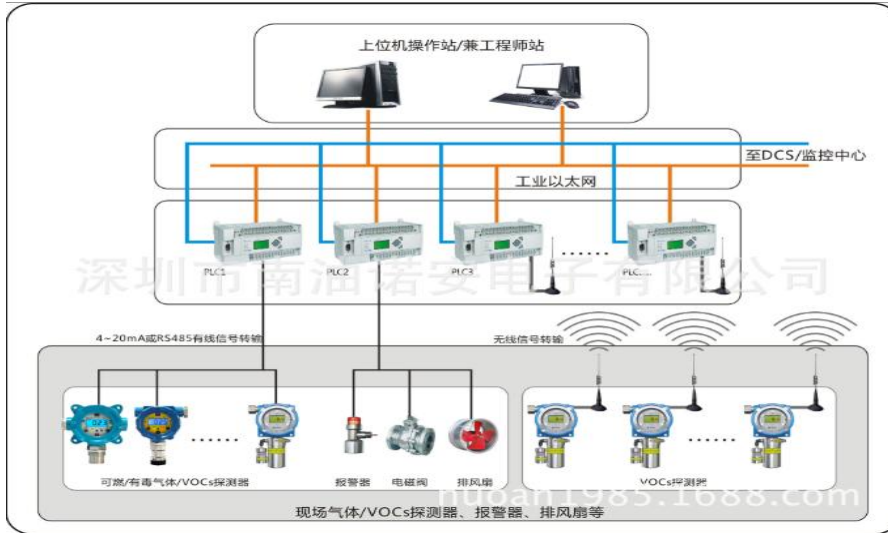 上位机操作站/兼工程师站
至DCS/监控中心
工业以太网
PLC1
PLC2
PLC3
......
PLC....
深圳市南油诺安电子有限公司
4~20mA或RS485有线信号转输
无线信号转输
......
......
可燃/有毒气体/VOCs探测器
报警器
电磁阀
排风扇
VOCs探测器
nuoan1985.1688.com
现场气体/VOCs探测器、报警器、排风扇等